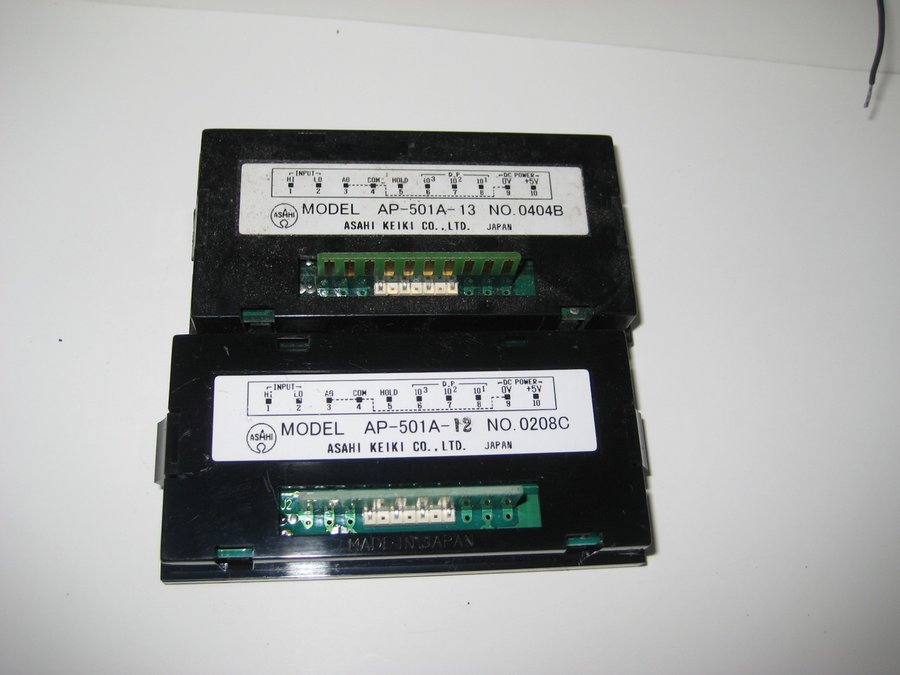 INPUT D.P. DC POWER
HI LO AG COM HOLD 10³ 10² 10¹ 0V +5V
1 2 3 4 5 6 7 8 9 10
ASAHI MODEL AP-501A-13 NO.0404B
ASAHI KEIKI CO.,LTD. JAPAN
INPUT D.P. DC POWER
HI LO AG COM HOLD 10³ 10² 10¹ 0V +5V
1 2 3 4 5 6 7 8 9 10
ASAHI MODEL AP-501A-12 NO.0208C
ASAHI KEIKI CO.,LTD. JAPAN
J2
MADE IN JAPAN